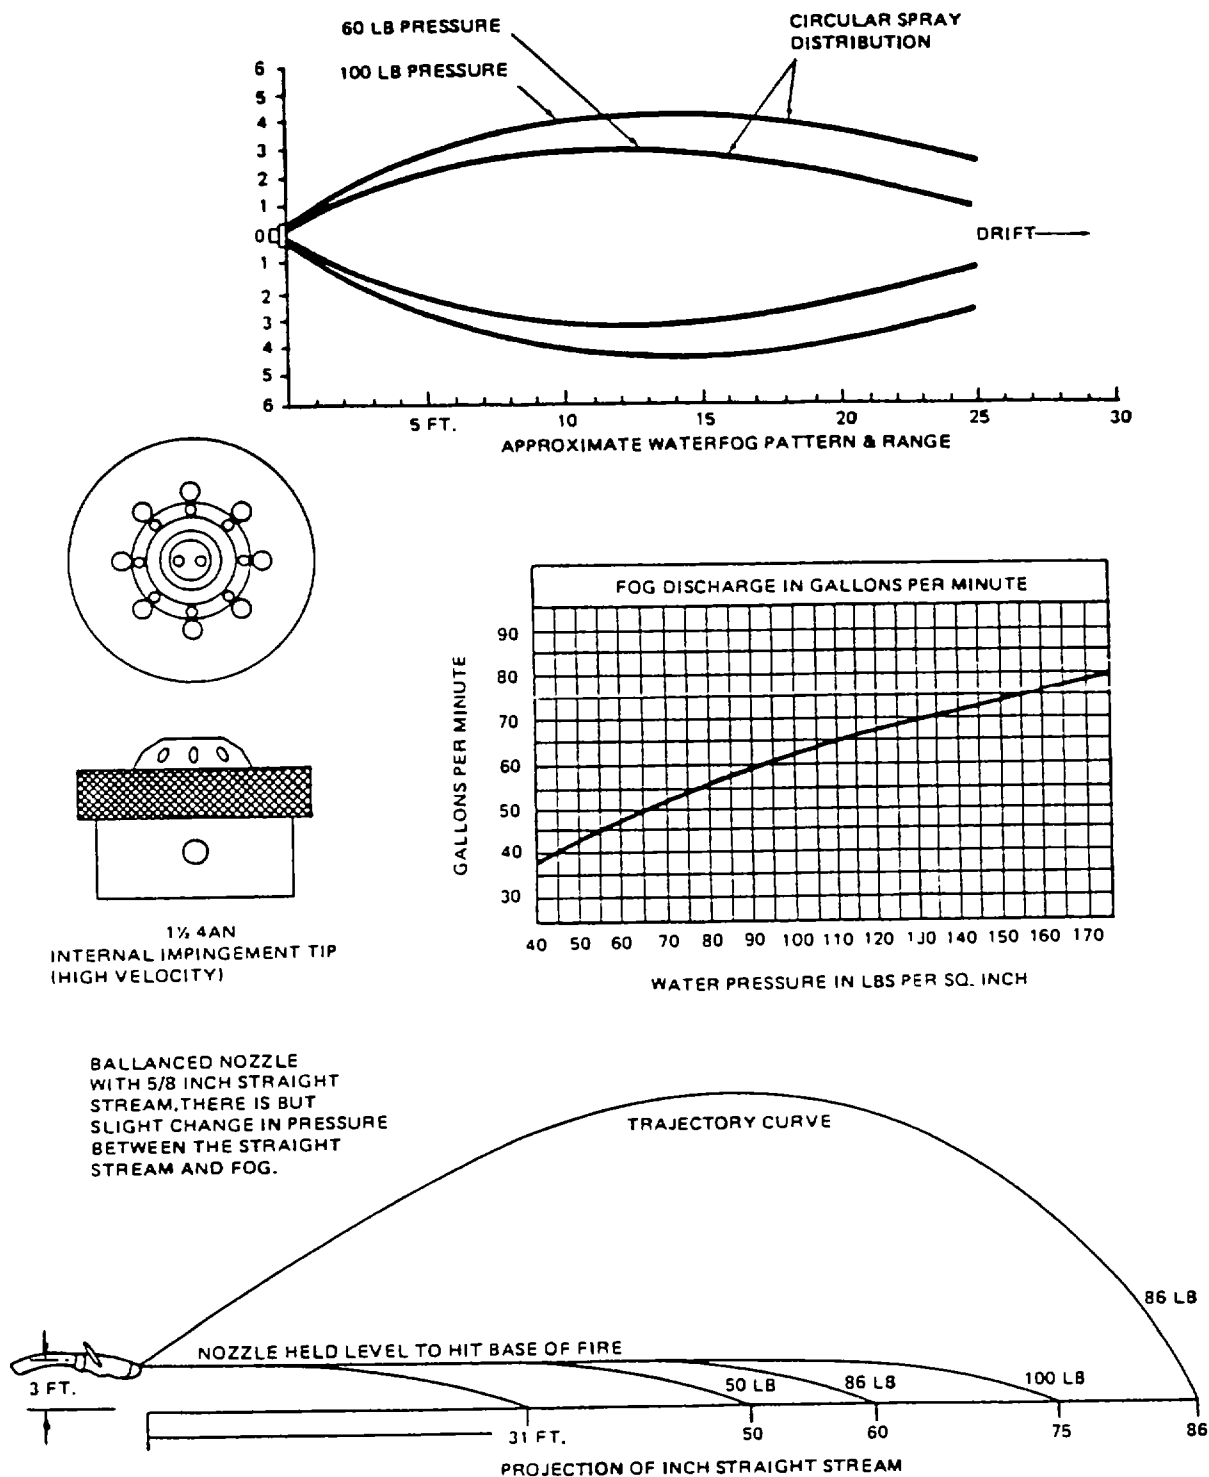 60 LB PRESSURE
CIRCULAR SPRAY
DISTRIBUTION
100 LB PRESSURE
6
5
4
3
2
1
0
1
2
3
4
5
6
DRIFT
5 FT.
10
15
20
25
30
APPROXIMATE WATERFOG PATTERN & RANGE
FOG DISCHARGE IN GALLONS PER MINUTE
GALLONS PER MINUTE
90
80
70
60
50
40
30
40 50 60 70 80 90 100 110 120 130 140 150 160 170
WATER PRESSURE IN LBS PER SQ. INCH
1½ 4AN
INTERNAL IMPINGEMENT TIP
(HIGH VELOCITY)
BALLANCED NOZZLE
WITH 5/8 INCH STRAIGHT
STREAM, THERE IS BUT
SLIGHT CHANGE IN PRESSURE
BETWEEN THE STRAIGHT
STREAM AND FOG.
TRAJECTORY CURVE
86 LB
NOZZLE HELD LEVEL TO HIT BASE OF FIRE
3 FT.
50 LB
86 LB
100 LB
31 FT.
50
60
75
86
PROJECTION OF INCH STRAIGHT STREAM